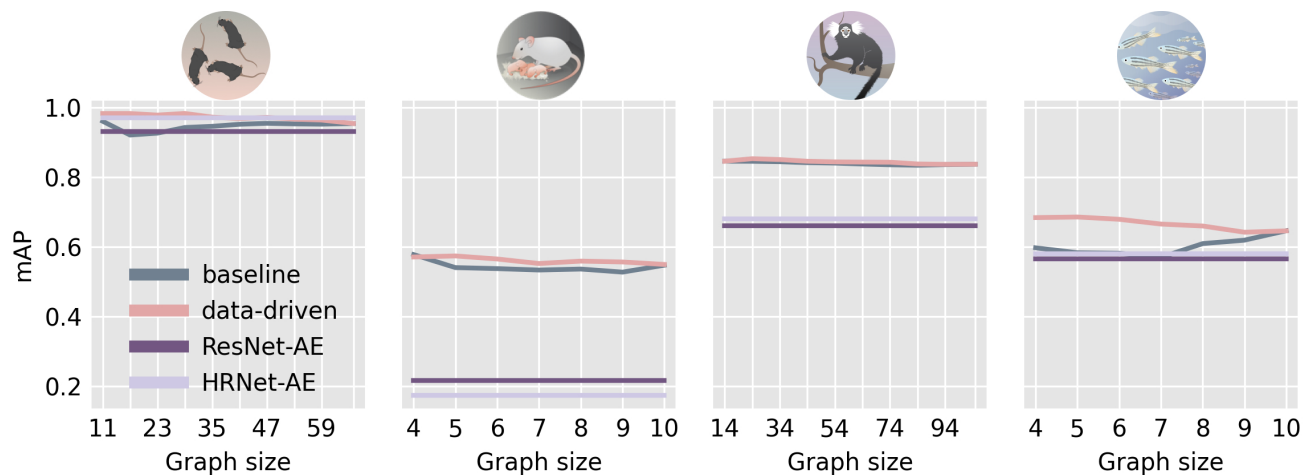 mAP
1.0
0.8
0.6
0.4
0.2
baseline
data-driven
ResNet-AE
HRNet-AE
11 23 35 47 59
Graph size
4 5 6 7 8 9 10
Graph size
14 34 54 74 94
Graph size
4 5 6 7 8 9 10
Graph size